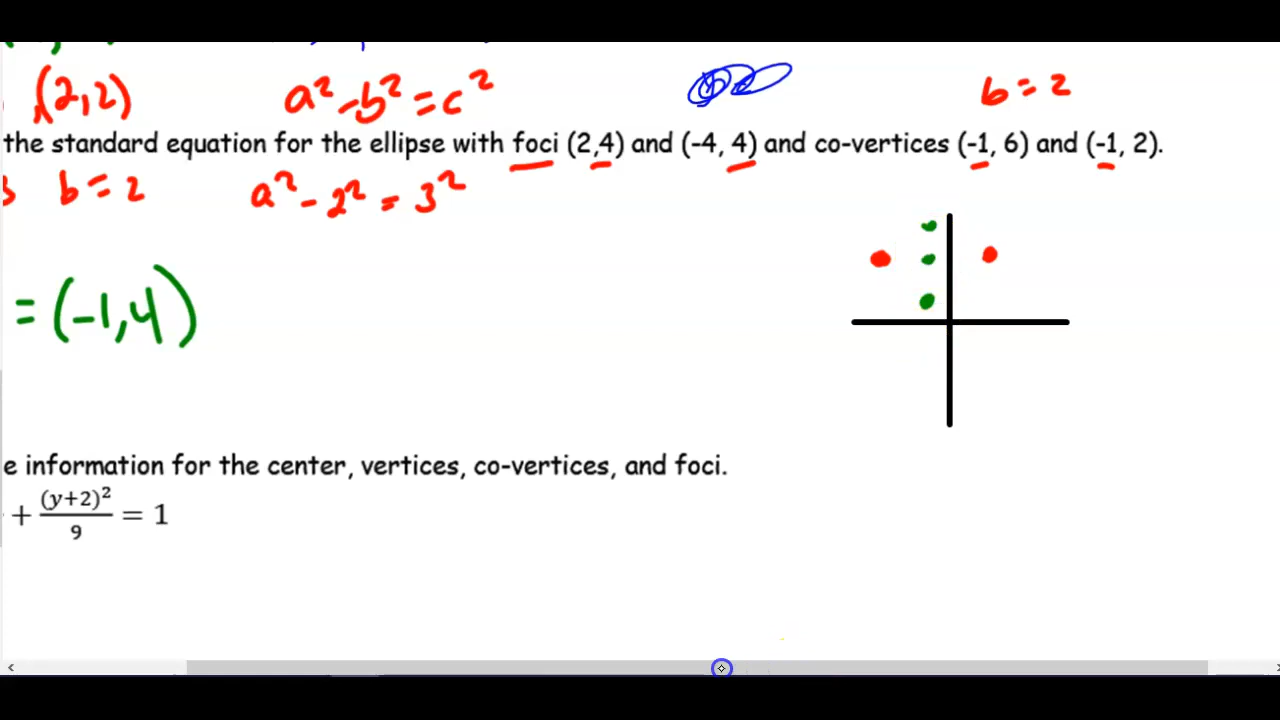 (2,2) a² - b² = c² b = 2
the standard equation for the ellipse with foci (2,4) and (-4, 4) and co-vertices (-1, 6) and (-1, 2).
b = 2 a² - 2² = 3²
= (-1,4)
e information for the center, vertices, co-vertices, and foci.
+ (y+2)²/9 = 1